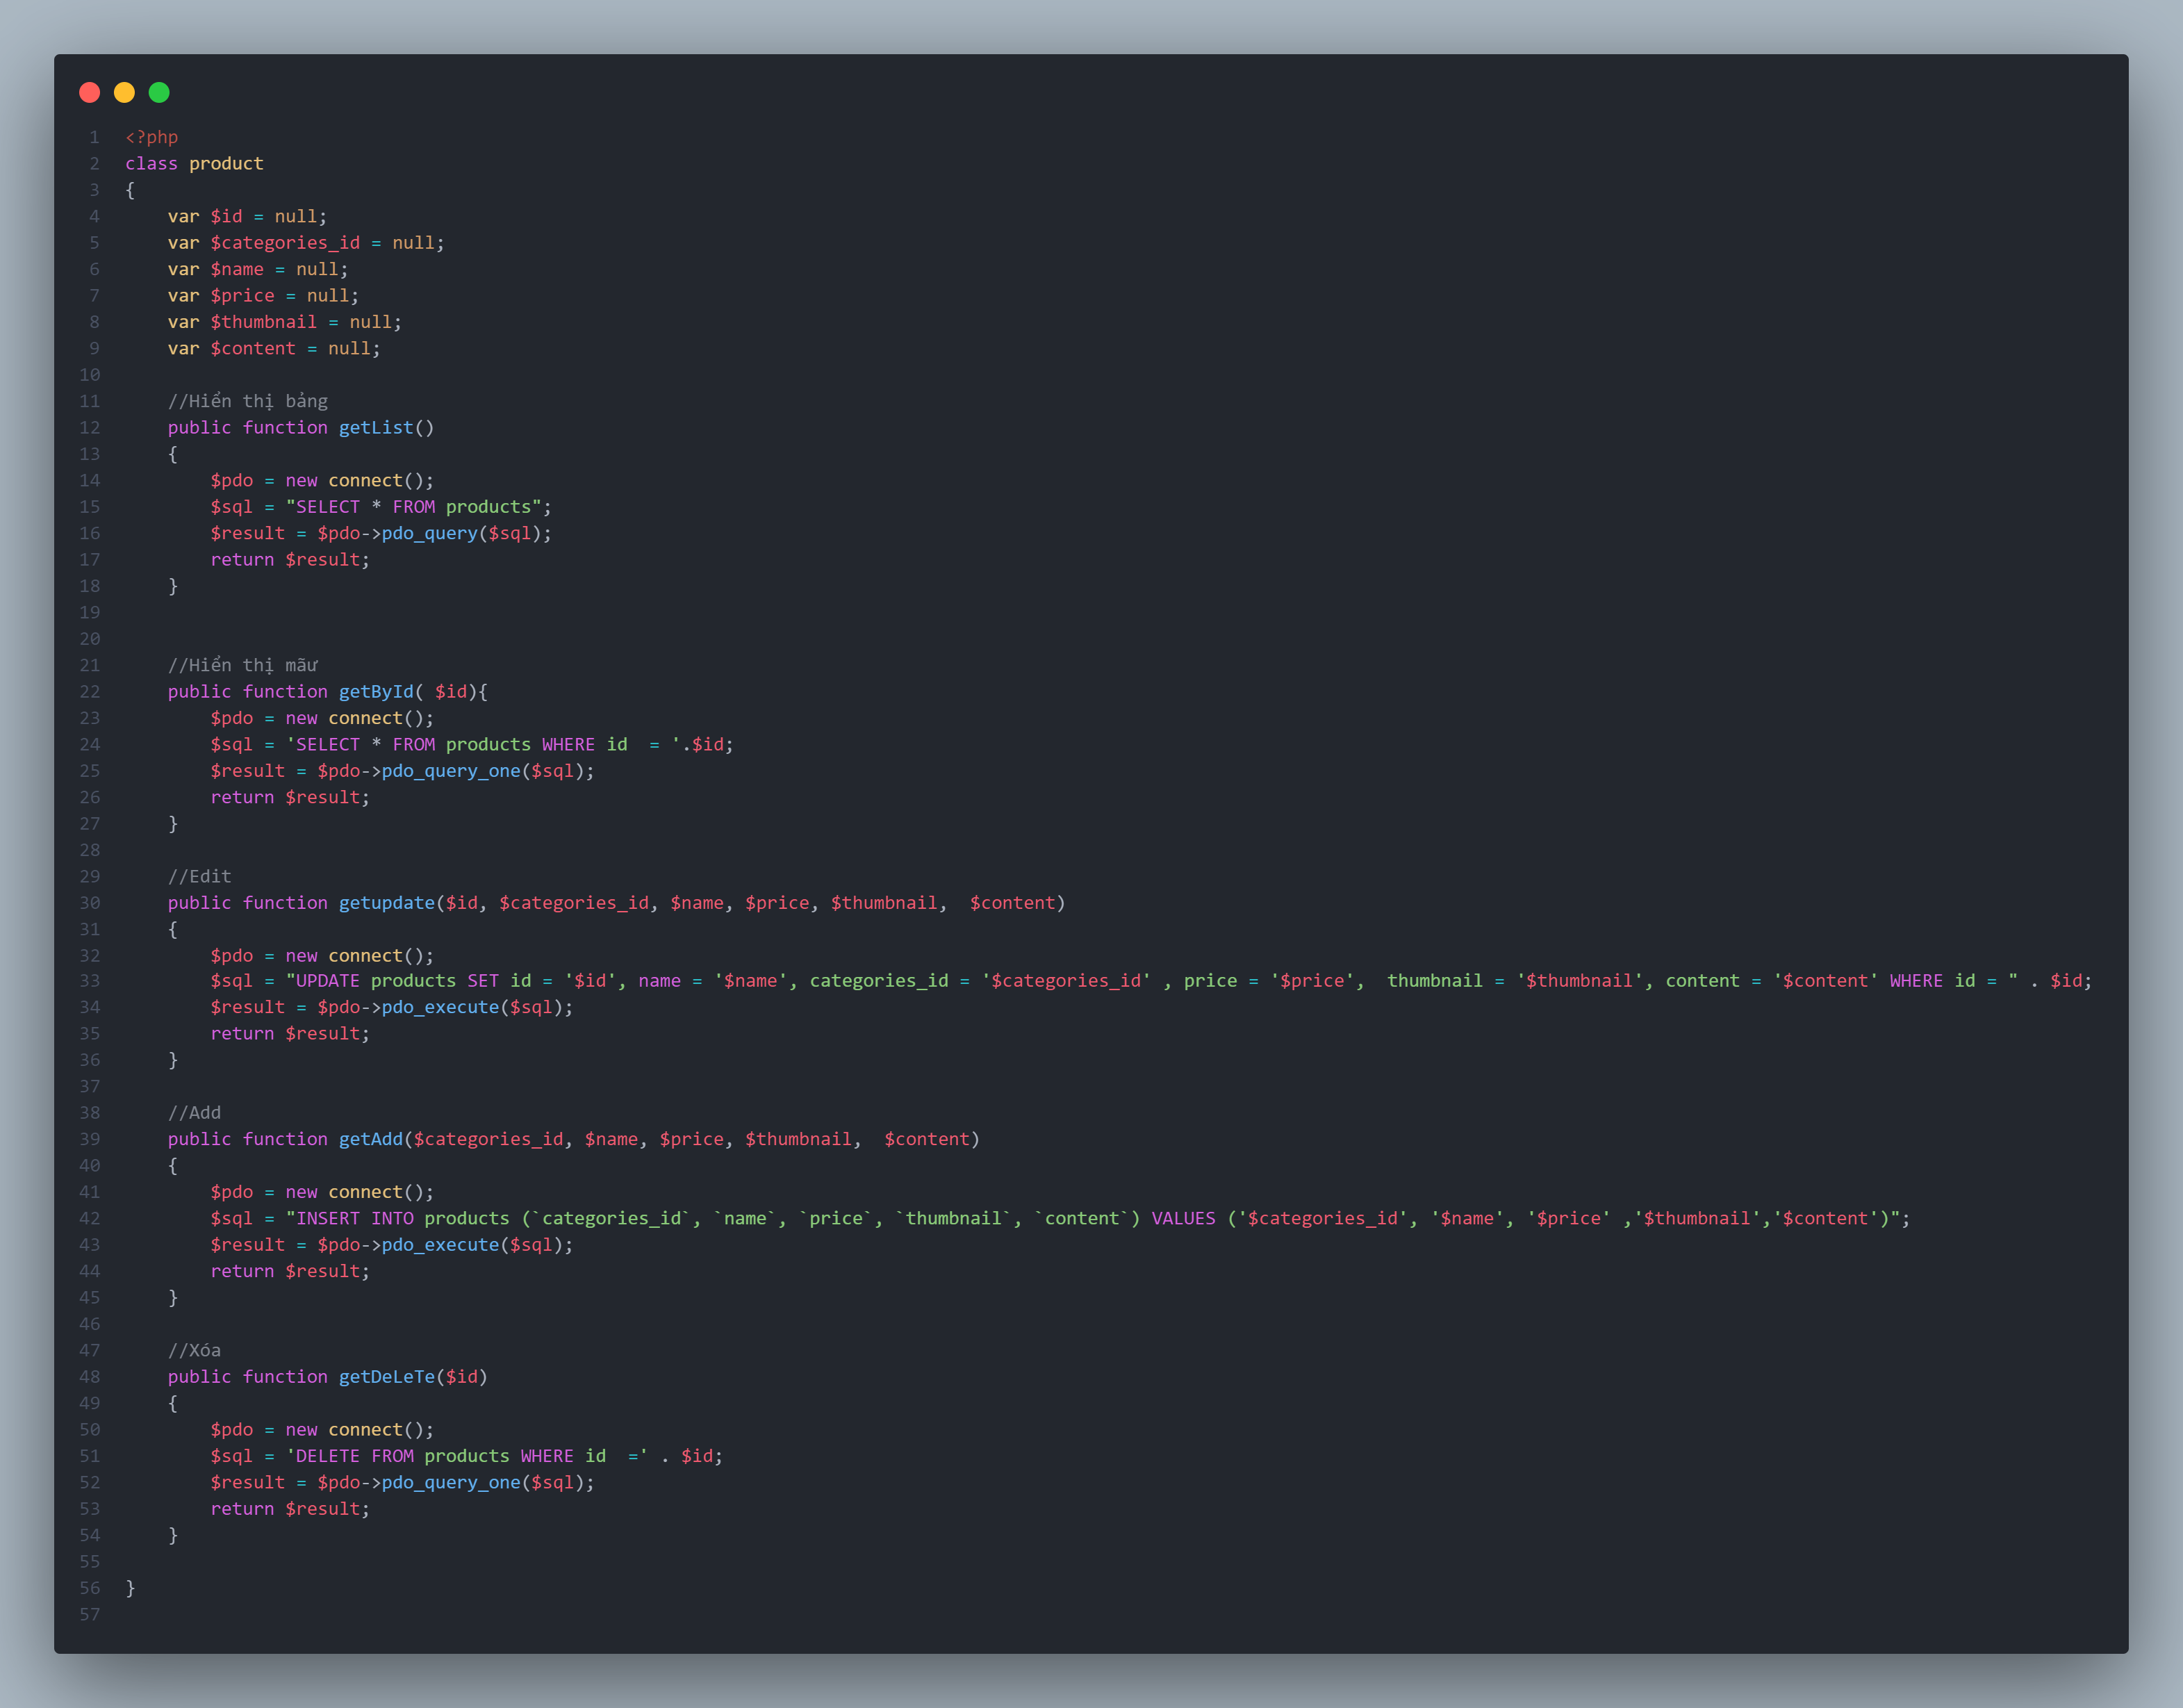 1 <?php
2 class product
3 {
4     var $id = null;
5     var $categories_id = null;
6     var $name = null;
7     var $price = null;
8     var $thumbnail = null;
9     var $content = null;
10
11     //Hiển thị bảng
12     public function getList()
13     {
14         $pdo = new connect();
15         $sql = "SELECT * FROM products";
16         $result = $pdo->pdo_query($sql);
17         return $result;
18     }
19
20
21     //Hiển thị mãư
22     public function getById( $id){
23         $pdo = new connect();
24         $sql = 'SELECT * FROM products WHERE id  = '.$id;
25         $result = $pdo->pdo_query_one($sql);
26         return $result;
27     }
28
29     //Edit
30     public function getupdate($id, $categories_id, $name, $price, $thumbnail,  $content)
31     {
32         $pdo = new connect();
33         $sql = "UPDATE products SET id = '$id', name = '$name', categories_id = '$categories_id' , price = '$price',  thumbnail = '$thumbnail', content = '$content' WHERE id = " . $id;
34         $result = $pdo->pdo_execute($sql);
35         return $result;
36     }
37
38     //Add
39     public function getAdd($categories_id, $name, $price, $thumbnail,  $content)
40     {
41         $pdo = new connect();
42         $sql = "INSERT INTO products (`categories_id`, `name`, `price`, `thumbnail`, `content`) VALUES ('$categories_id', '$name', '$price' ,'$thumbnail','$content')";
43         $result = $pdo->pdo_execute($sql);
44         return $result;
45     }
46
47     //Xóa
48     public function getDeLeTe($id)
49     {
50         $pdo = new connect();
51         $sql = 'DELETE FROM products WHERE id  =' . $id;
52         $result = $pdo->pdo_query_one($sql);
53         return $result;
54     }
55
56 }
57